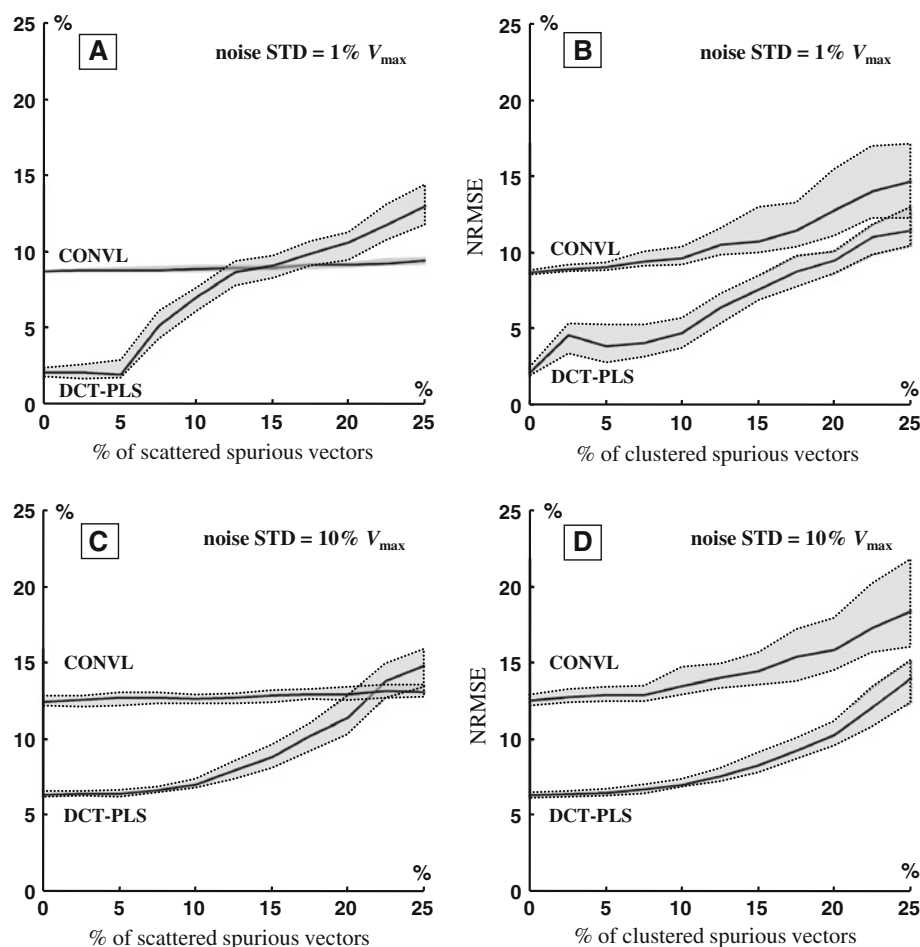 25
%
A
noise STD = 1% Vmax
20
15
10
CONVL
5
DCT-PLS
0
%
0 5 10 15 20 25
% of scattered spurious vectors
25
%
B
noise STD = 1% Vmax
20
15
NRMSE
10
CONVL
5
DCT-PLS
0
%
0 5 10 15 20 25
% of clustered spurious vectors
25
%
C
noise STD = 10% Vmax
20
15
CONVL
10
5
DCT-PLS
0
%
0 5 10 15 20 25
% of scattered spurious vectors
25
%
D
noise STD = 10% Vmax
20
15
CONVL
NRMSE
10
5
DCT-PLS
0
%
0 5 10 15 20 25
% of clustered spurious vectors